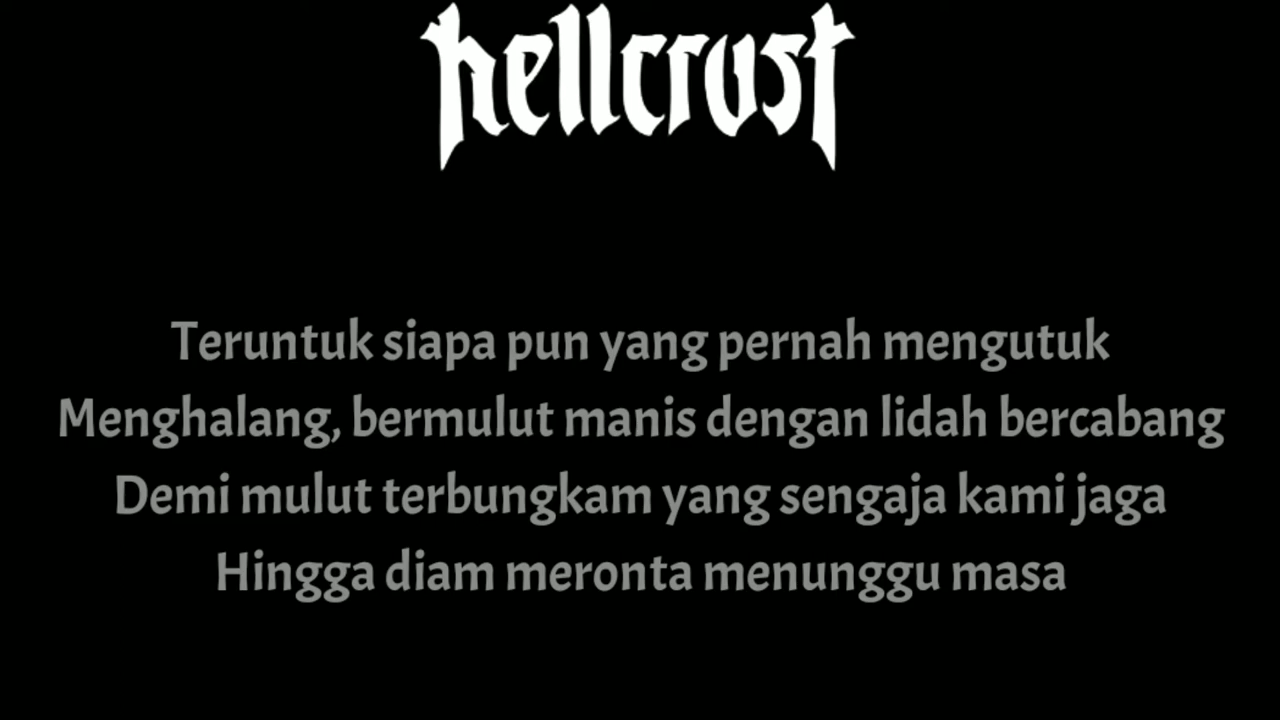 hellcrust
Teruntuk siapa pun yang pernah mengutuk
Menghalang, bermulut manis dengan lidah bercabang
Demi mulut terbungkam yang sengaja kami jaga
Hingga diam meronta menunggu masa